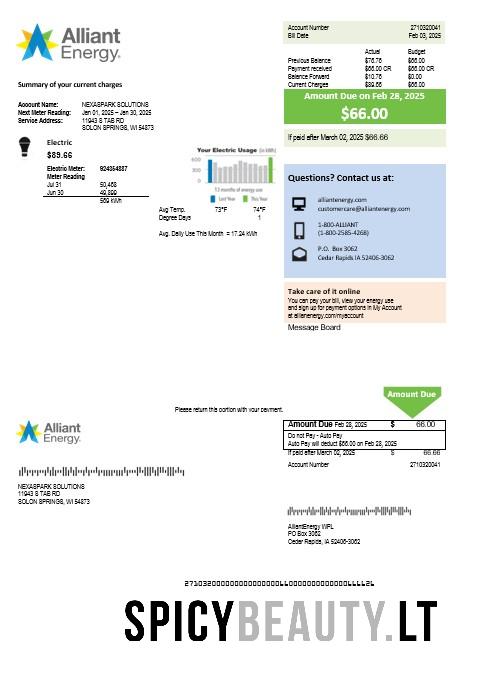 Alliant
Energy®
Account Number 2710320041
Bill Date Feb 03, 2025
Actual Budget
Previous Balance $76.76 $66.00
Payment received $66.00 CR $66.00 CR
Balance Forward $10.76 $0.00
Current Charges $89.66 $66.00
Amount Due on Feb 28, 2025
$66.00
If paid after March 02, 2025 $66.66
Summary of your current charges
Account Name: NEXASPARK SOLUTIONS
Next Meter Reading: Jan 01, 2025 – Jan 30, 2025
Service Address: 11943 S TAB RD
SOLON SPRINGS, WI 54873
Electric
$89.66
Electric Meter: 924354887
Meter Reading
Jul 31 50,468
Jun 30 49,899
569 kWh
Your Electric Usage (in kWh)
600
400
200
0
13 months of energy use
Last Year This Year
Avg Temp. 73°F 74°F
Degree Days 1
Avg. Daily Use This Month = 17.24 kWh
Questions? Contact us at:
alliantenergy.com
customercare@alliantenergy.com
1-800-ALLIANT
(1-800-2585-4268)
P.O. Box 3062
Cedar Rapids IA 52406-3062
Take care of it online
You can pay your bill, view your energy use
and sign up for payment options in My Account
at alliantenergy.com/myaccount
Message Board
Amount Due
Please return this portion with your payment.
Alliant
Energy.
Amount Due Feb 28, 2025 $ 66.00
Do not Pay - Auto Pay
Auto Pay will deduct $66.00 on Feb 28, 2025
If paid after March 02, 2025 $ 66.66
Account Number 2710320041
NEXASPARK SOLUTIONS
11943 S TAB RD
SOLON SPRINGS, WI 54873
AlliantEnergy WPL
PO Box 3062
Cedar Rapids, IA 52406-3062
SPICYBEAUTY.LT